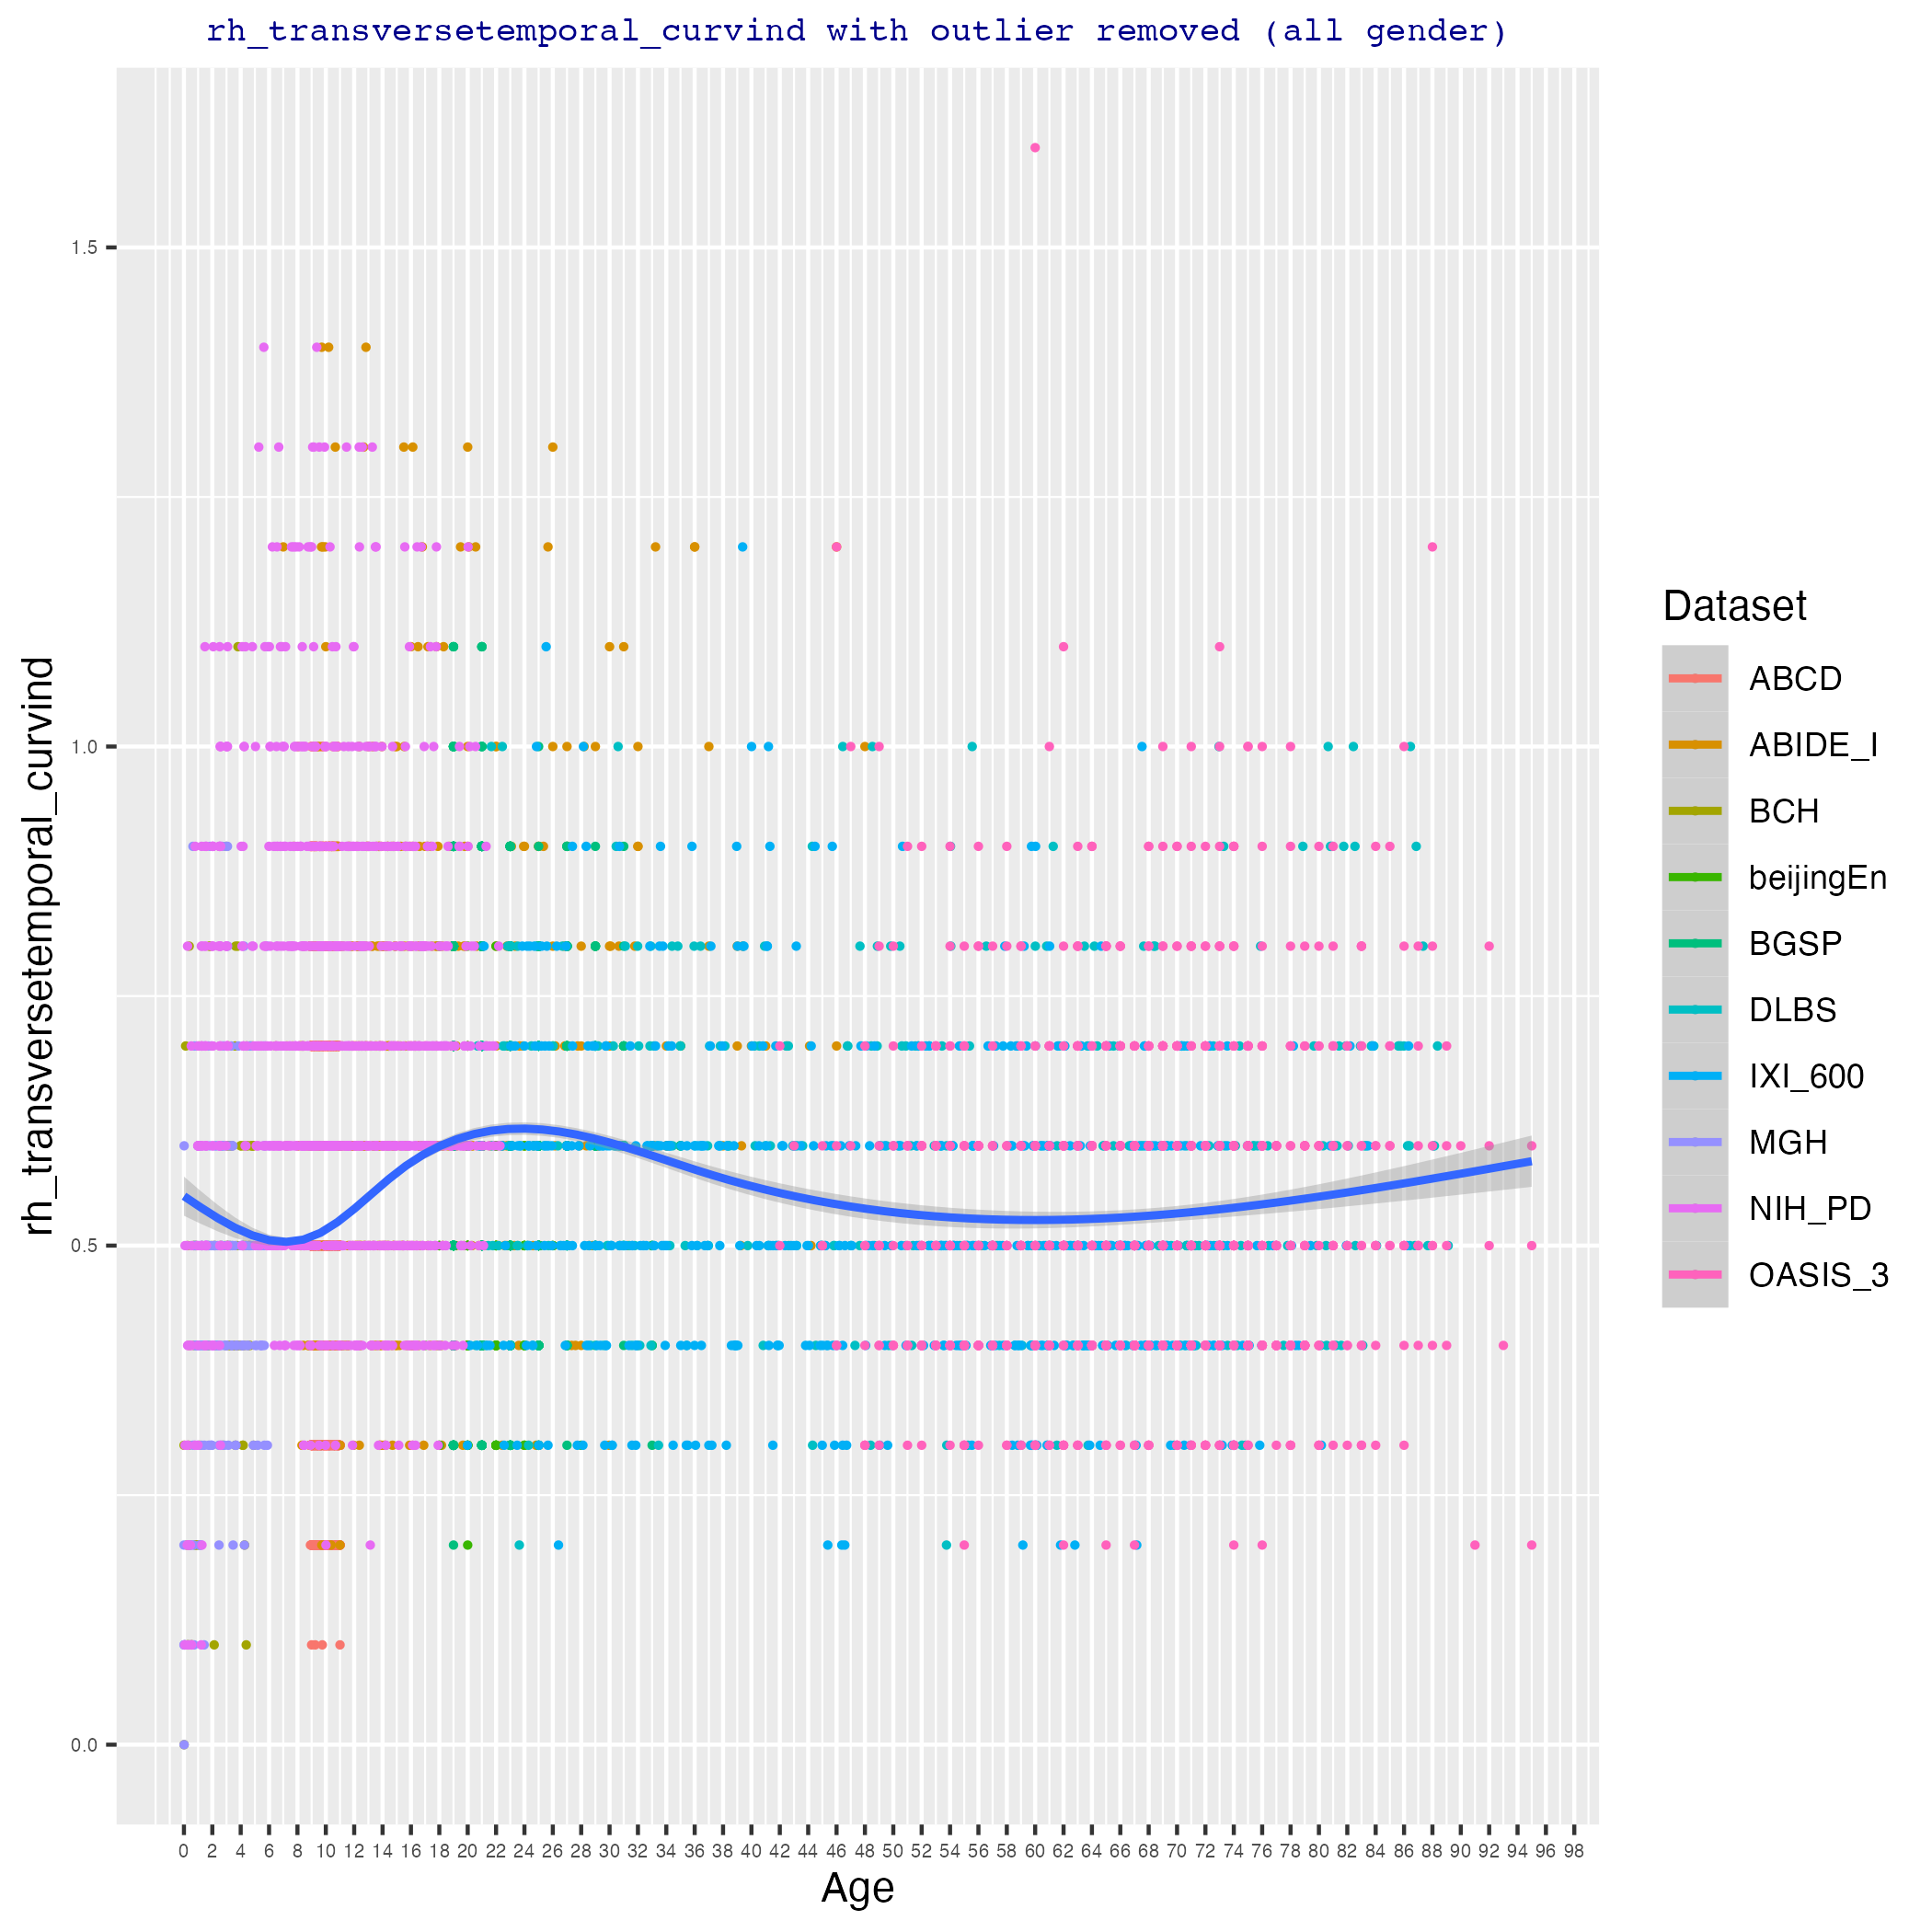 rh_transversetemporal_curvind with outlier removed (all gender)
rh_transversetemporal_curvind
1.5
1.0
0.5
0.0
0 2 4 6 8 10 12 14 16 18 20 22 24 26 28 30 32 34 36 38 40 42 44 46 48 50 52 54 56 58 60 62 64 66 68 70 72 74 76 78 80 82 84 86 88 90 92 94 96 98
Age
Dataset
ABCD
ABIDE_I
BCH
beijingEn
BGSP
DLBS
IXI_600
MGH
NIH_PD
OASIS_3